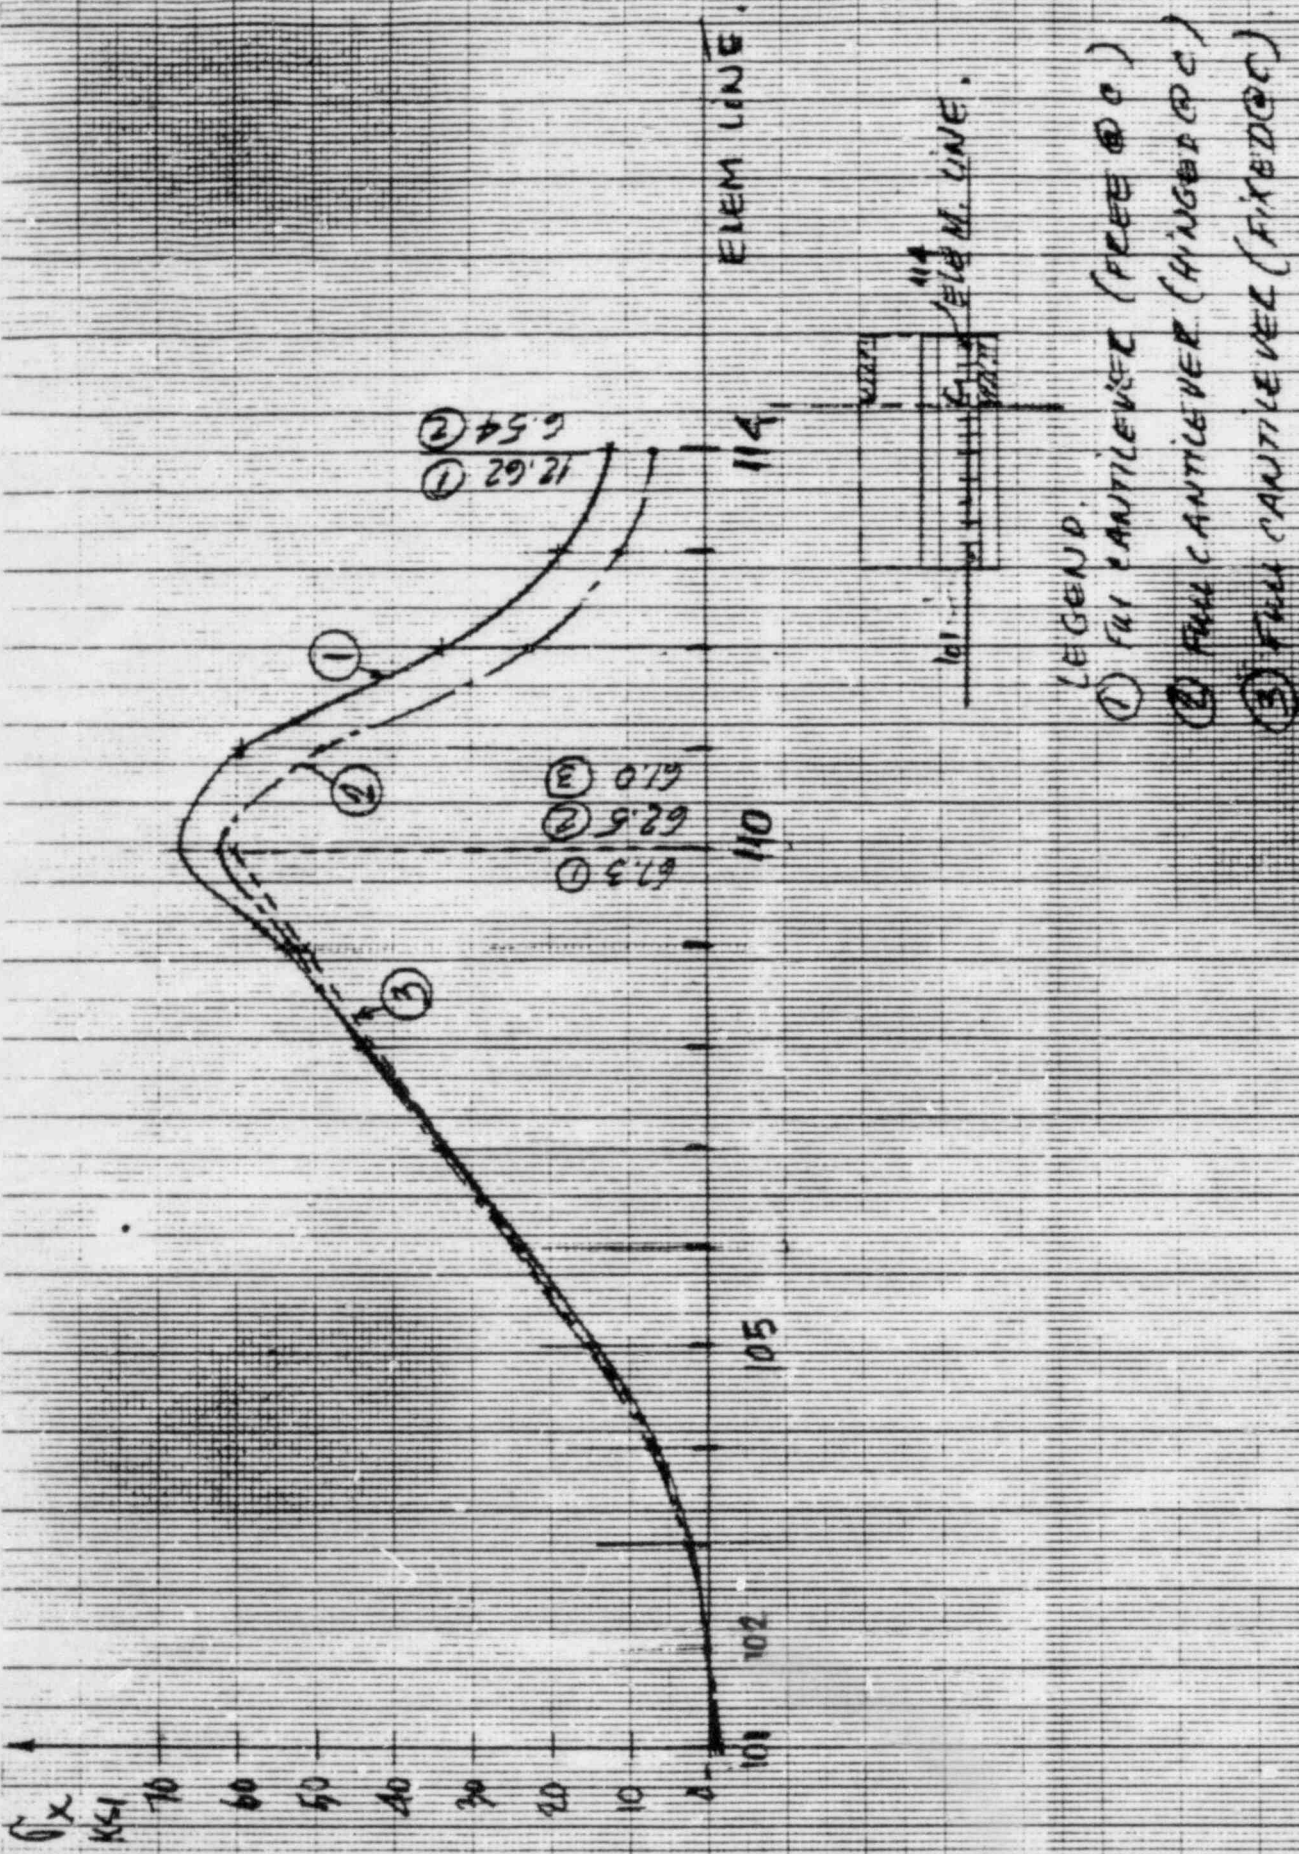 σx
KSI
70
60
50
40
30
20
10
0
101
102
105
110
114
ELEM LINE.
①
②
③
67.3 ①
62.5 ②
61.0 ③
12.62 ①
6.54 ②
101
114
ELEM. LINE.
C
LEGEND.
① FULL CANTILEVER (FREE @ C)
② FULL CANTILEVER (HINGED @ C)
③ FULL CANTILEVER (FIXED @ C)